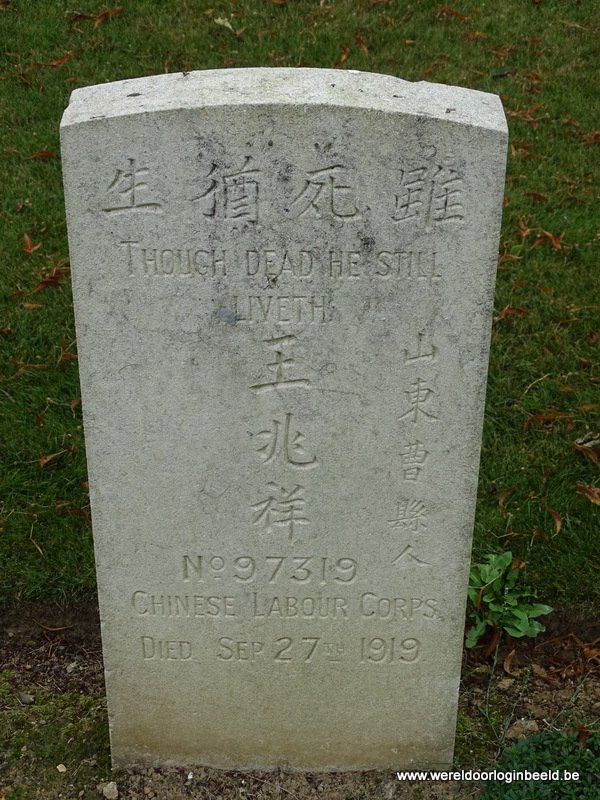 雖死猶生
THOUGH DEAD HE STILL
LIVETH
山東曹縣人
王兆祥
No 97319
CHINESE LABOUR CORPS.
DIED SEP 27TH 1919.
www.wereldoorloginbeeld.be